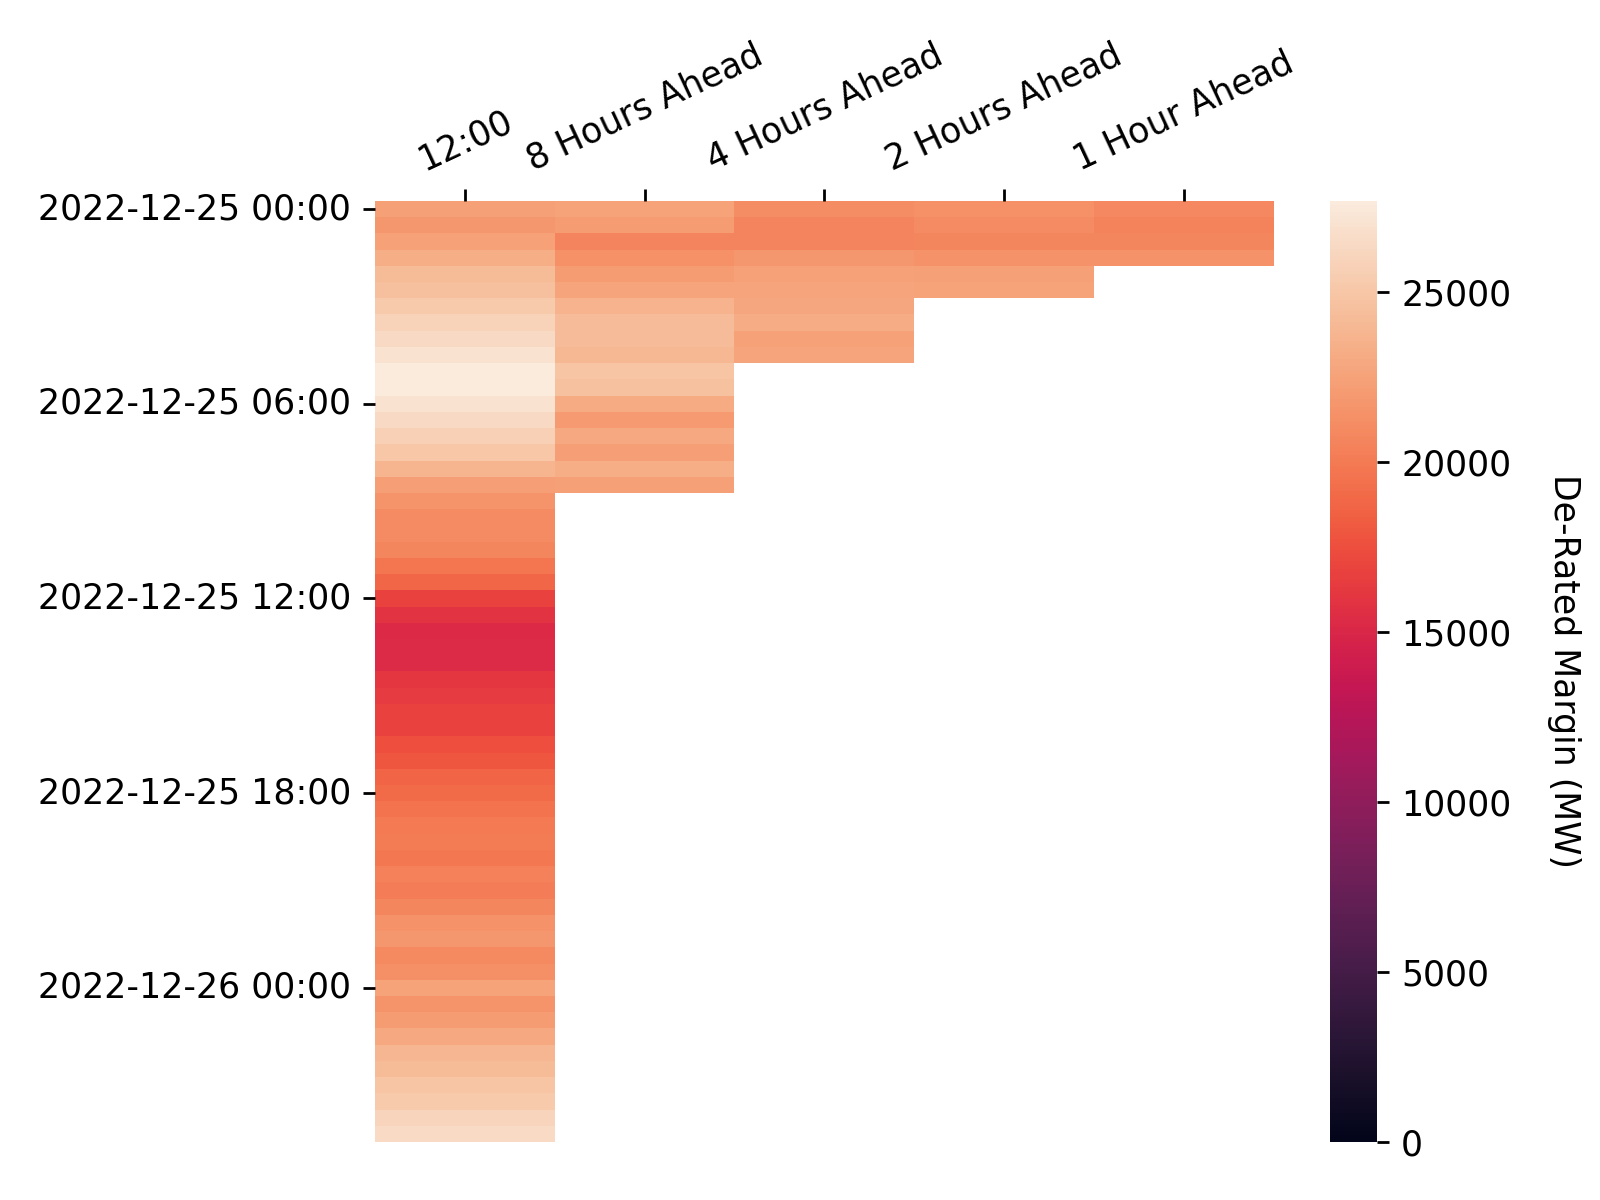 12:00
8 Hours Ahead
4 Hours Ahead
2 Hours Ahead
1 Hour Ahead
2022-12-25 00:00
2022-12-25 06:00
2022-12-25 12:00
2022-12-25 18:00
2022-12-26 00:00
25000
20000
15000
10000
5000
0
De-Rated Margin (MW)